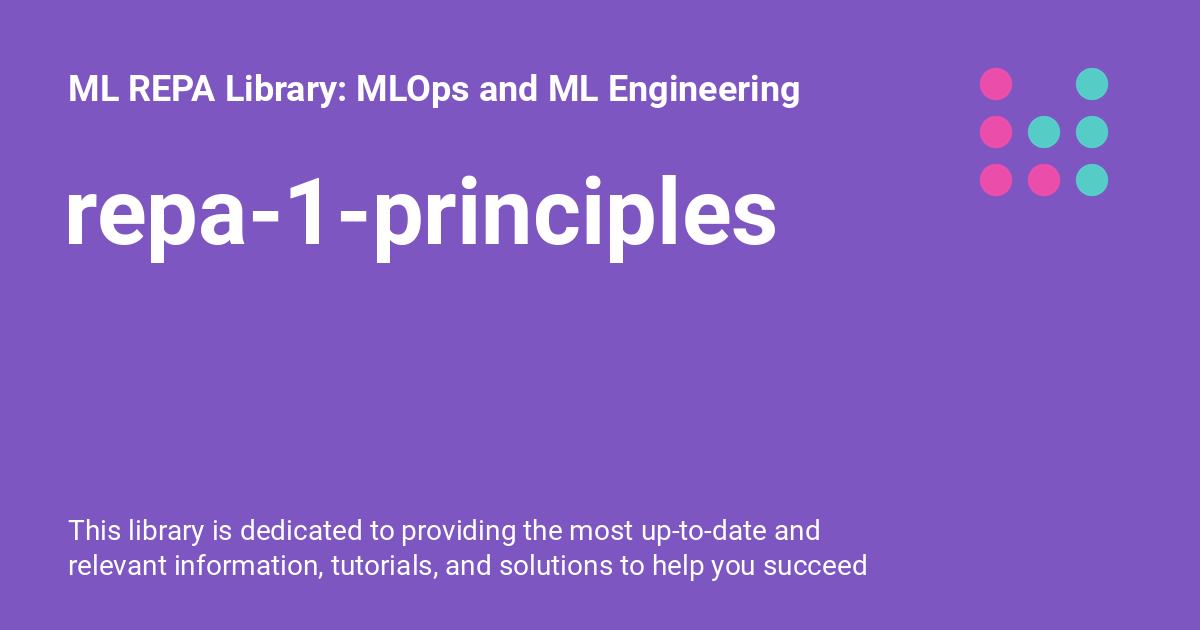 ML REPA Library: MLOps and ML Engineering
repa-1-principles
This library is dedicated to providing the most up-to-date and
relevant information, tutorials, and solutions to help you succeed